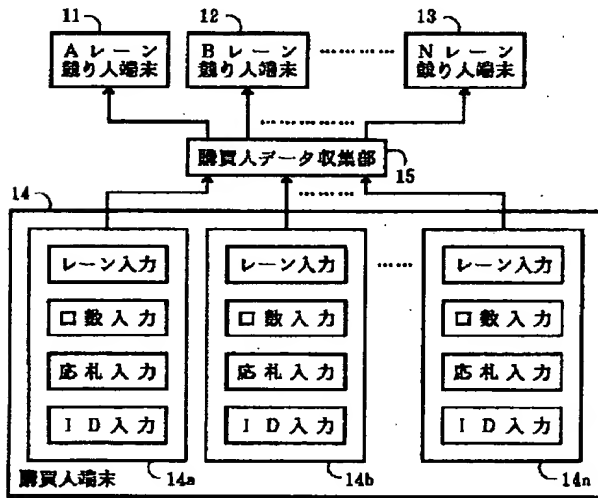 11
12
13
Aレーン
競り人端末
Bレーン
競り人端末
…………
Nレーン
競り人端末
…………
購買人データ収集部
15
………
14
レーン入力
レーン入力
……
レーン入力
口数入力
口数入力
口数入力
応札入力
応札入力
応札入力
ID入力
ID入力
ID入力
購買人端末
14a
14b
14n